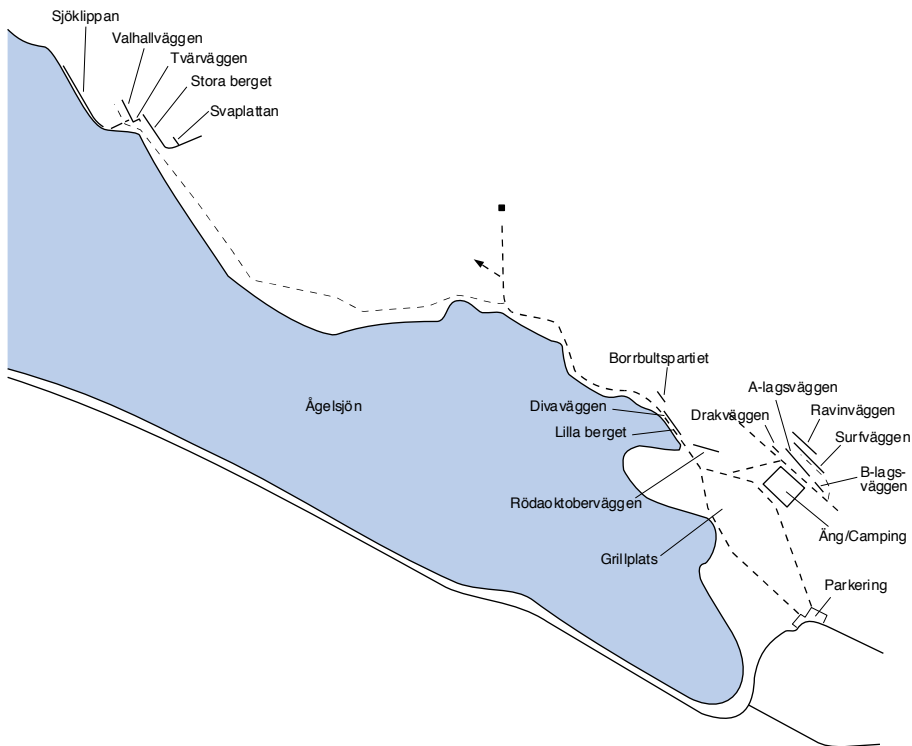 Sjöklippan
Valhallväggen
Tvärväggen
Stora berget
Svaplattan
Borrbultspartiet
A-lagsväggen
Divaväggen
Drakväggen
Ravinväggen
Lilla berget
Surfväggen
B-lags-
väggen
Ågelsjön
Rödaoktoberväggen
Äng/Camping
Grillplats
Parkering